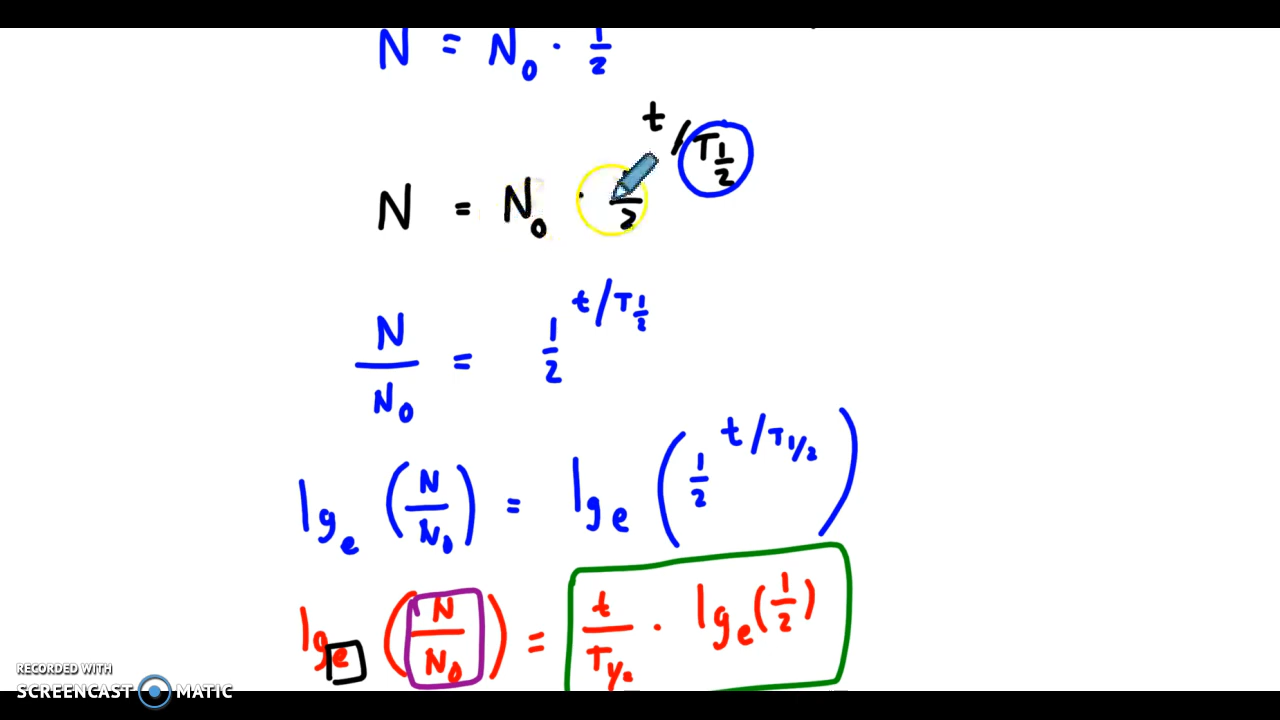 N = N₀ · 1/2
N = N₀ · 1/2^(t/T1/2)
N/N₀ = 1/2^(t/T1/2)
lgₑ (N/N₀) = lgₑ (1/2^(t/T1/2))
lgₑ (N/N₀) = t/T1/2 · lgₑ(1/2)
RECORDED WITH
SCREENCAST MATIC